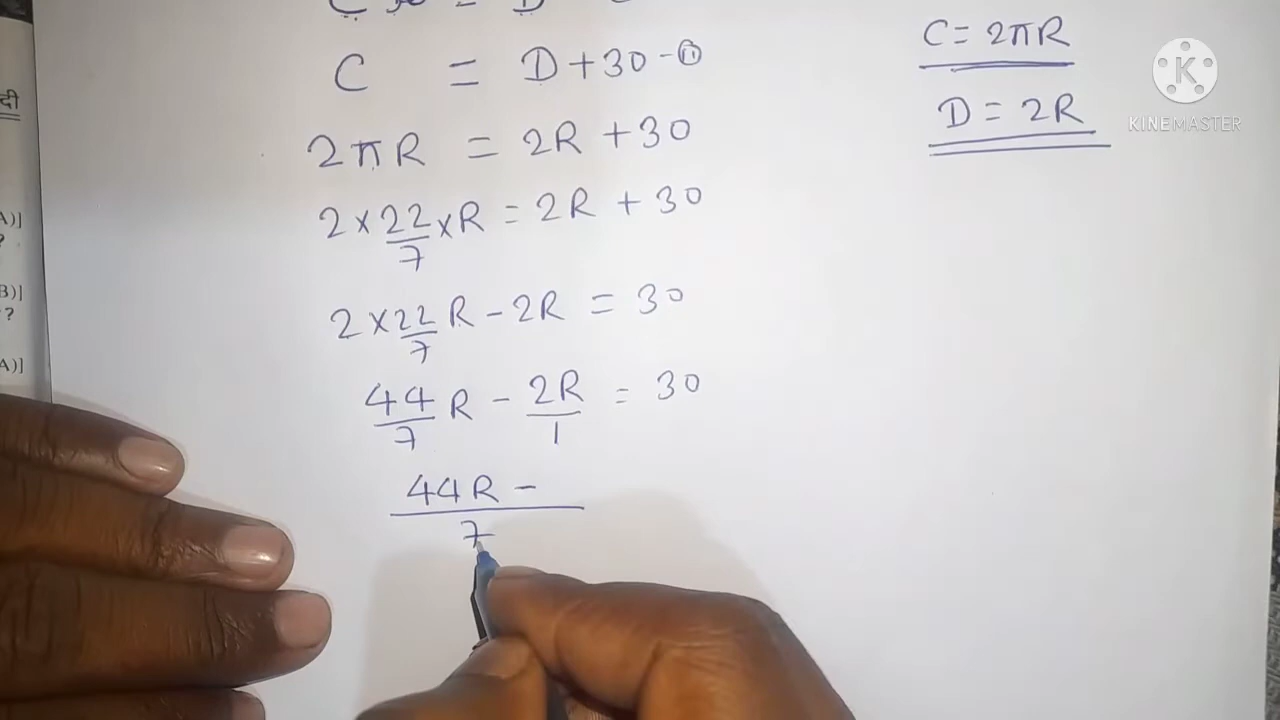 C = D + 30 - ⑪
2πR = 2R + 30
2 × 22/7 × R = 2R + 30
2 × 22/7 R - 2R = 30
44/7 R - 2R/1 = 30
44R -
7
C = 2πR
D = 2R
KINEMASTER
दी
A)]
?
B)]
?
A)]